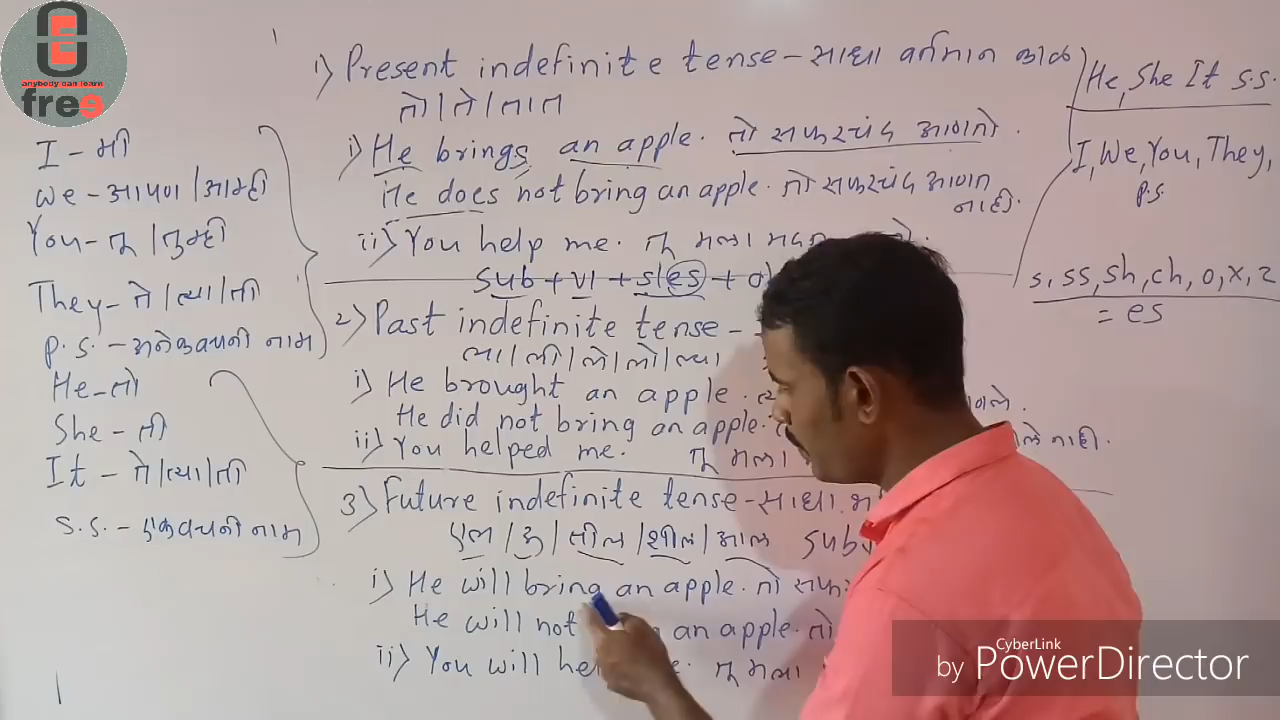 anybody can learn
free
1) Present indefinite tense - साधा वर्तमान काळ
तो/ते/ता/त
i) He brings an apple. तो सफरचंद आणतो.
He does not bring an apple. तो सफरचंद आणत
नाही.
ii) You help me. तू मला मदत
sub + v1 + s/es +
2) Past indefinite tense -
ला/ली/ले/लो/ल्या
i) He brought an apple.
He did not bring an apple.
नाही.
ii) You helped me. तू मला
3) Future indefinite tense - साधा
एल/ऊ/तील/शील/आल sub
i) He will bring an apple. तो
He will not an apple. तो
ii) You will तू मला
I - मी
We - आपण/आम्ही
You - तू/तुम्ही
They - ते/त्या/ती
P.S. - अनेकवचनी नाम
He - तो
She - ती
It - ते/त्या/ती
S.S. - एकवचनी नाम
He, She It S.S.
I, We, You, They,
P.S
s, ss, sh, ch, o, x, z
= es
CyberLink
by PowerDirector